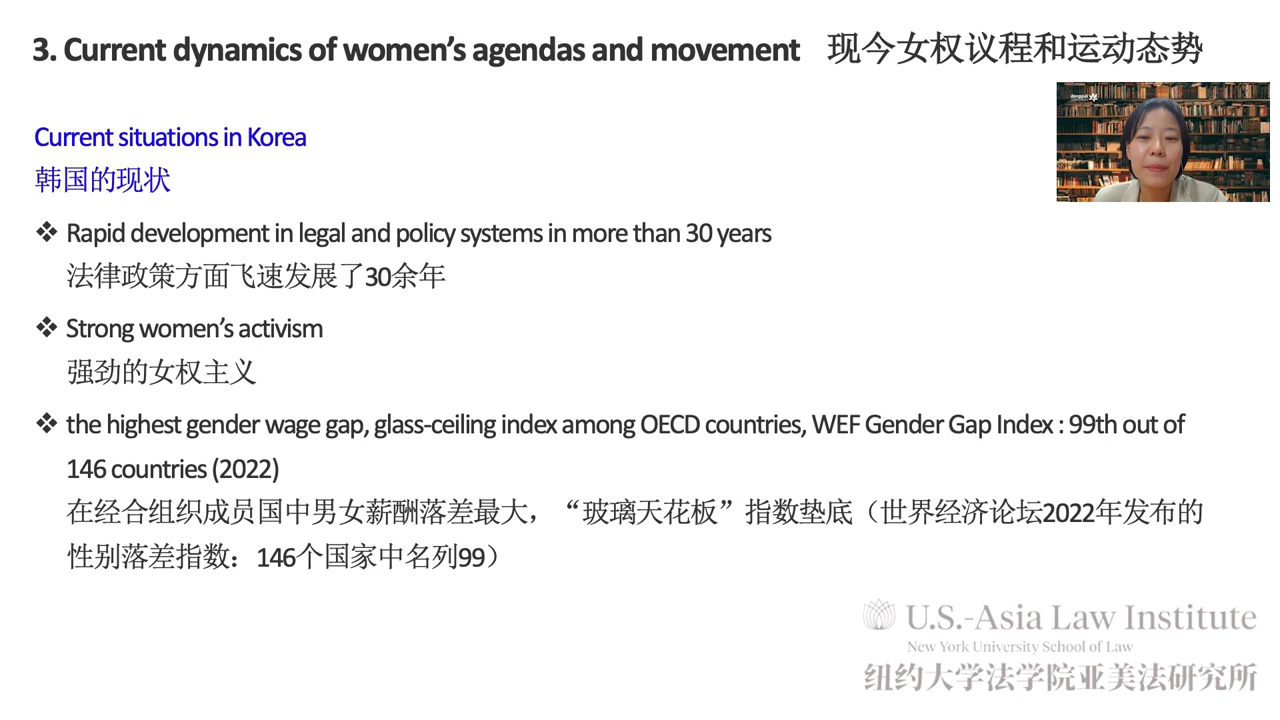 3. Current dynamics of women's agendas and movement 现今女权议程和运动态势
Current situations in Korea
韩国的现状
❖ Rapid development in legal and policy systems in more than 30 years
法律政策方面飞速发展了30余年
❖ Strong women's activism
强劲的女权主义
❖ the highest gender wage gap, glass-ceiling index among OECD countries, WEF Gender Gap Index : 99th out of
146 countries (2022)
在经合组织成员国中男女薪酬落差最大，“玻璃天花板”指数垫底（世界经济论坛2022年发布的
性别落差指数：146个国家中名列99）
U.S.-Asia Law Institute
New York University School of Law
纽约大学法学院亚美法研究所